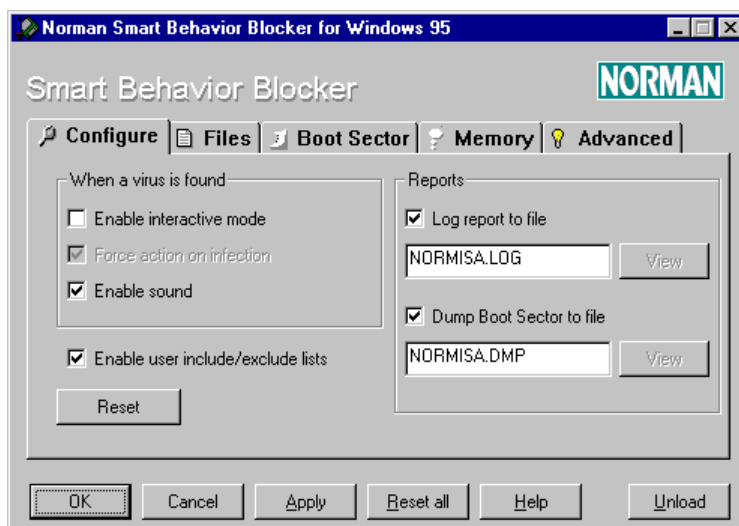 Norman Smart Behavior Blocker for Windows 95
Smart Behavior Blocker
NORMAN
Configure
Files
Boot Sector
Memory
Advanced
When a virus is found
Enable interactive mode
Force action on infection
Enable sound
Enable user include/exclude lists
Reset
Reports
Log report to file
NORMISA.LOG
View
Dump Boot Sector to file
NORMISA.DMP
View
OK
Cancel
Apply
Reset all
Help
Unload